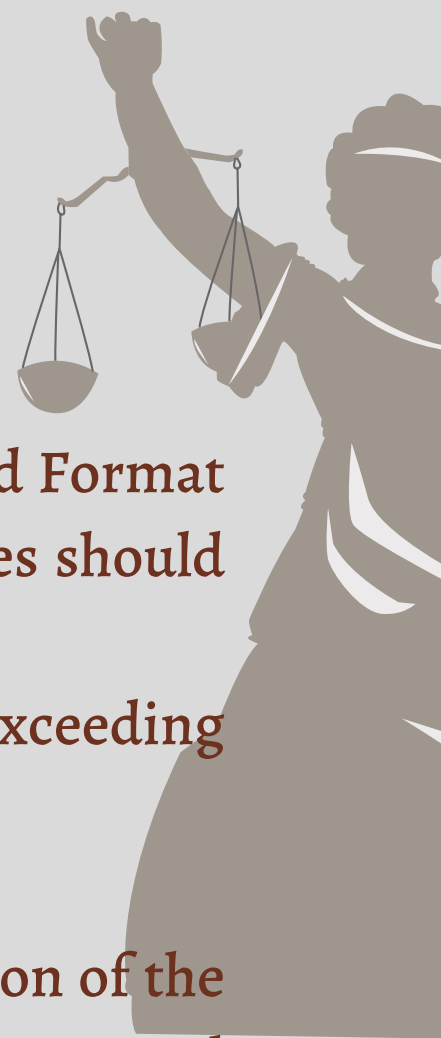 d Format
es should
xceeding
on of the